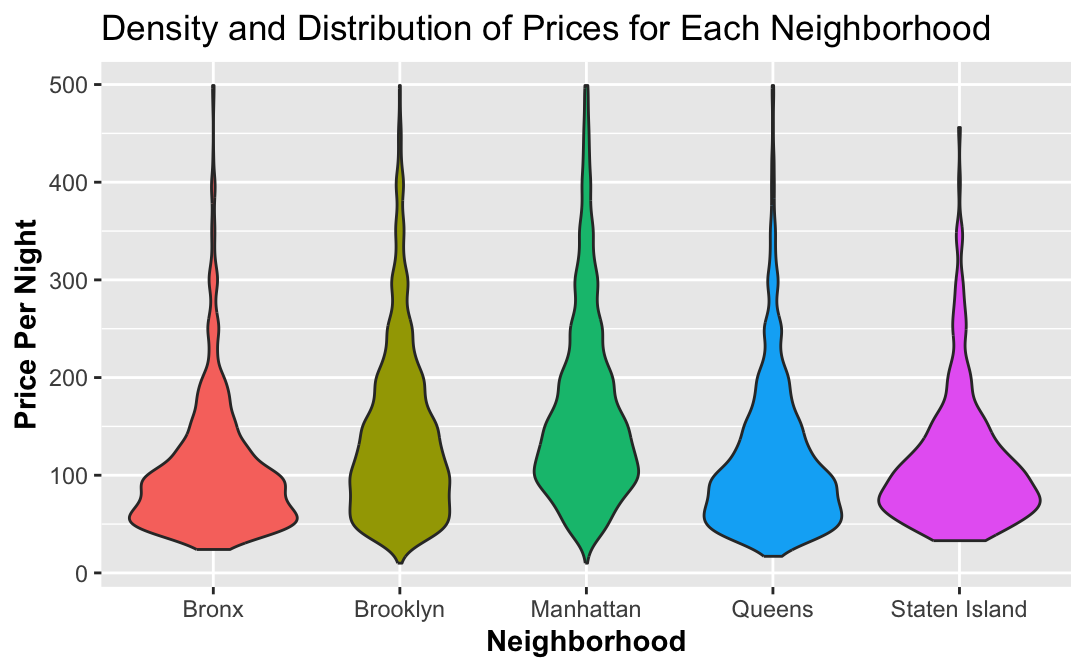 Density and Distribution of Prices for Each Neighborhood
500
400
300
200
100
0
Price Per Night
Bronx
Brooklyn
Manhattan
Queens
Staten Island
Neighborhood